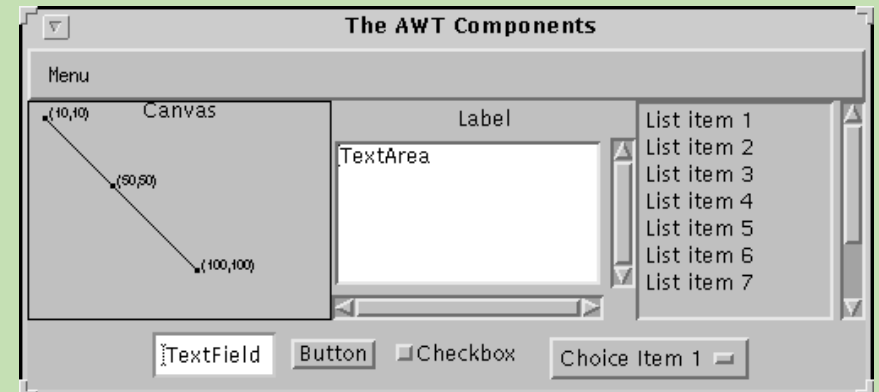 The AWT Components
Menu
(10,10)
Canvas
(50,50)
(100,100)
Label
TextArea
List item 1
List item 2
List item 3
List item 4
List item 5
List item 6
List item 7
TextField
Button
Checkbox
Choice Item 1